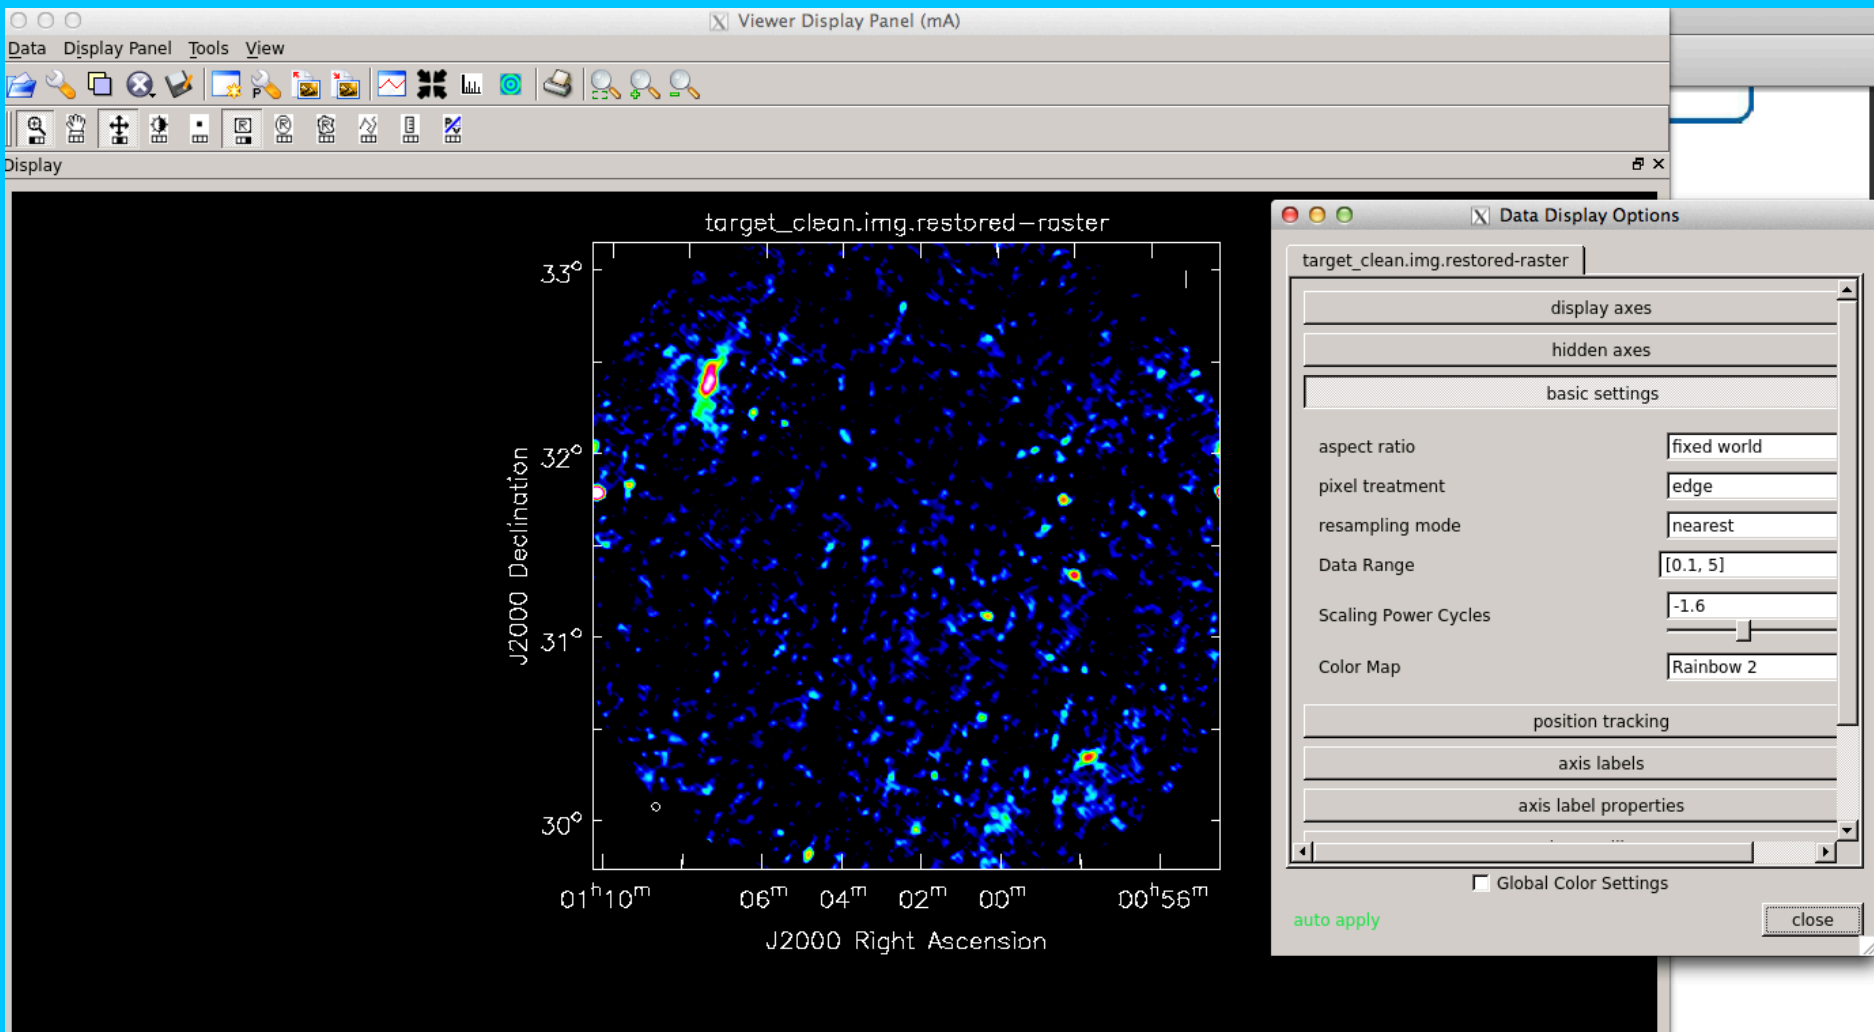 Viewer Display Panel (mA)
Data Display Panel Tools View
Display
target_clean.img.restored-raster
33°
32°
31°
30°
J2000 Declination
01ʰ10ᵐ 06ᵐ 04ᵐ 02ᵐ 00ᵐ 00ʰ56ᵐ
J2000 Right Ascension
Data Display Options
target_clean.img.restored-raster
display axes
hidden axes
basic settings
aspect ratio fixed world
pixel treatment edge
resampling mode nearest
Data Range [0.1, 5]
Scaling Power Cycles -1.6
Color Map Rainbow 2
position tracking
axis labels
axis label properties
Global Color Settings
auto apply close